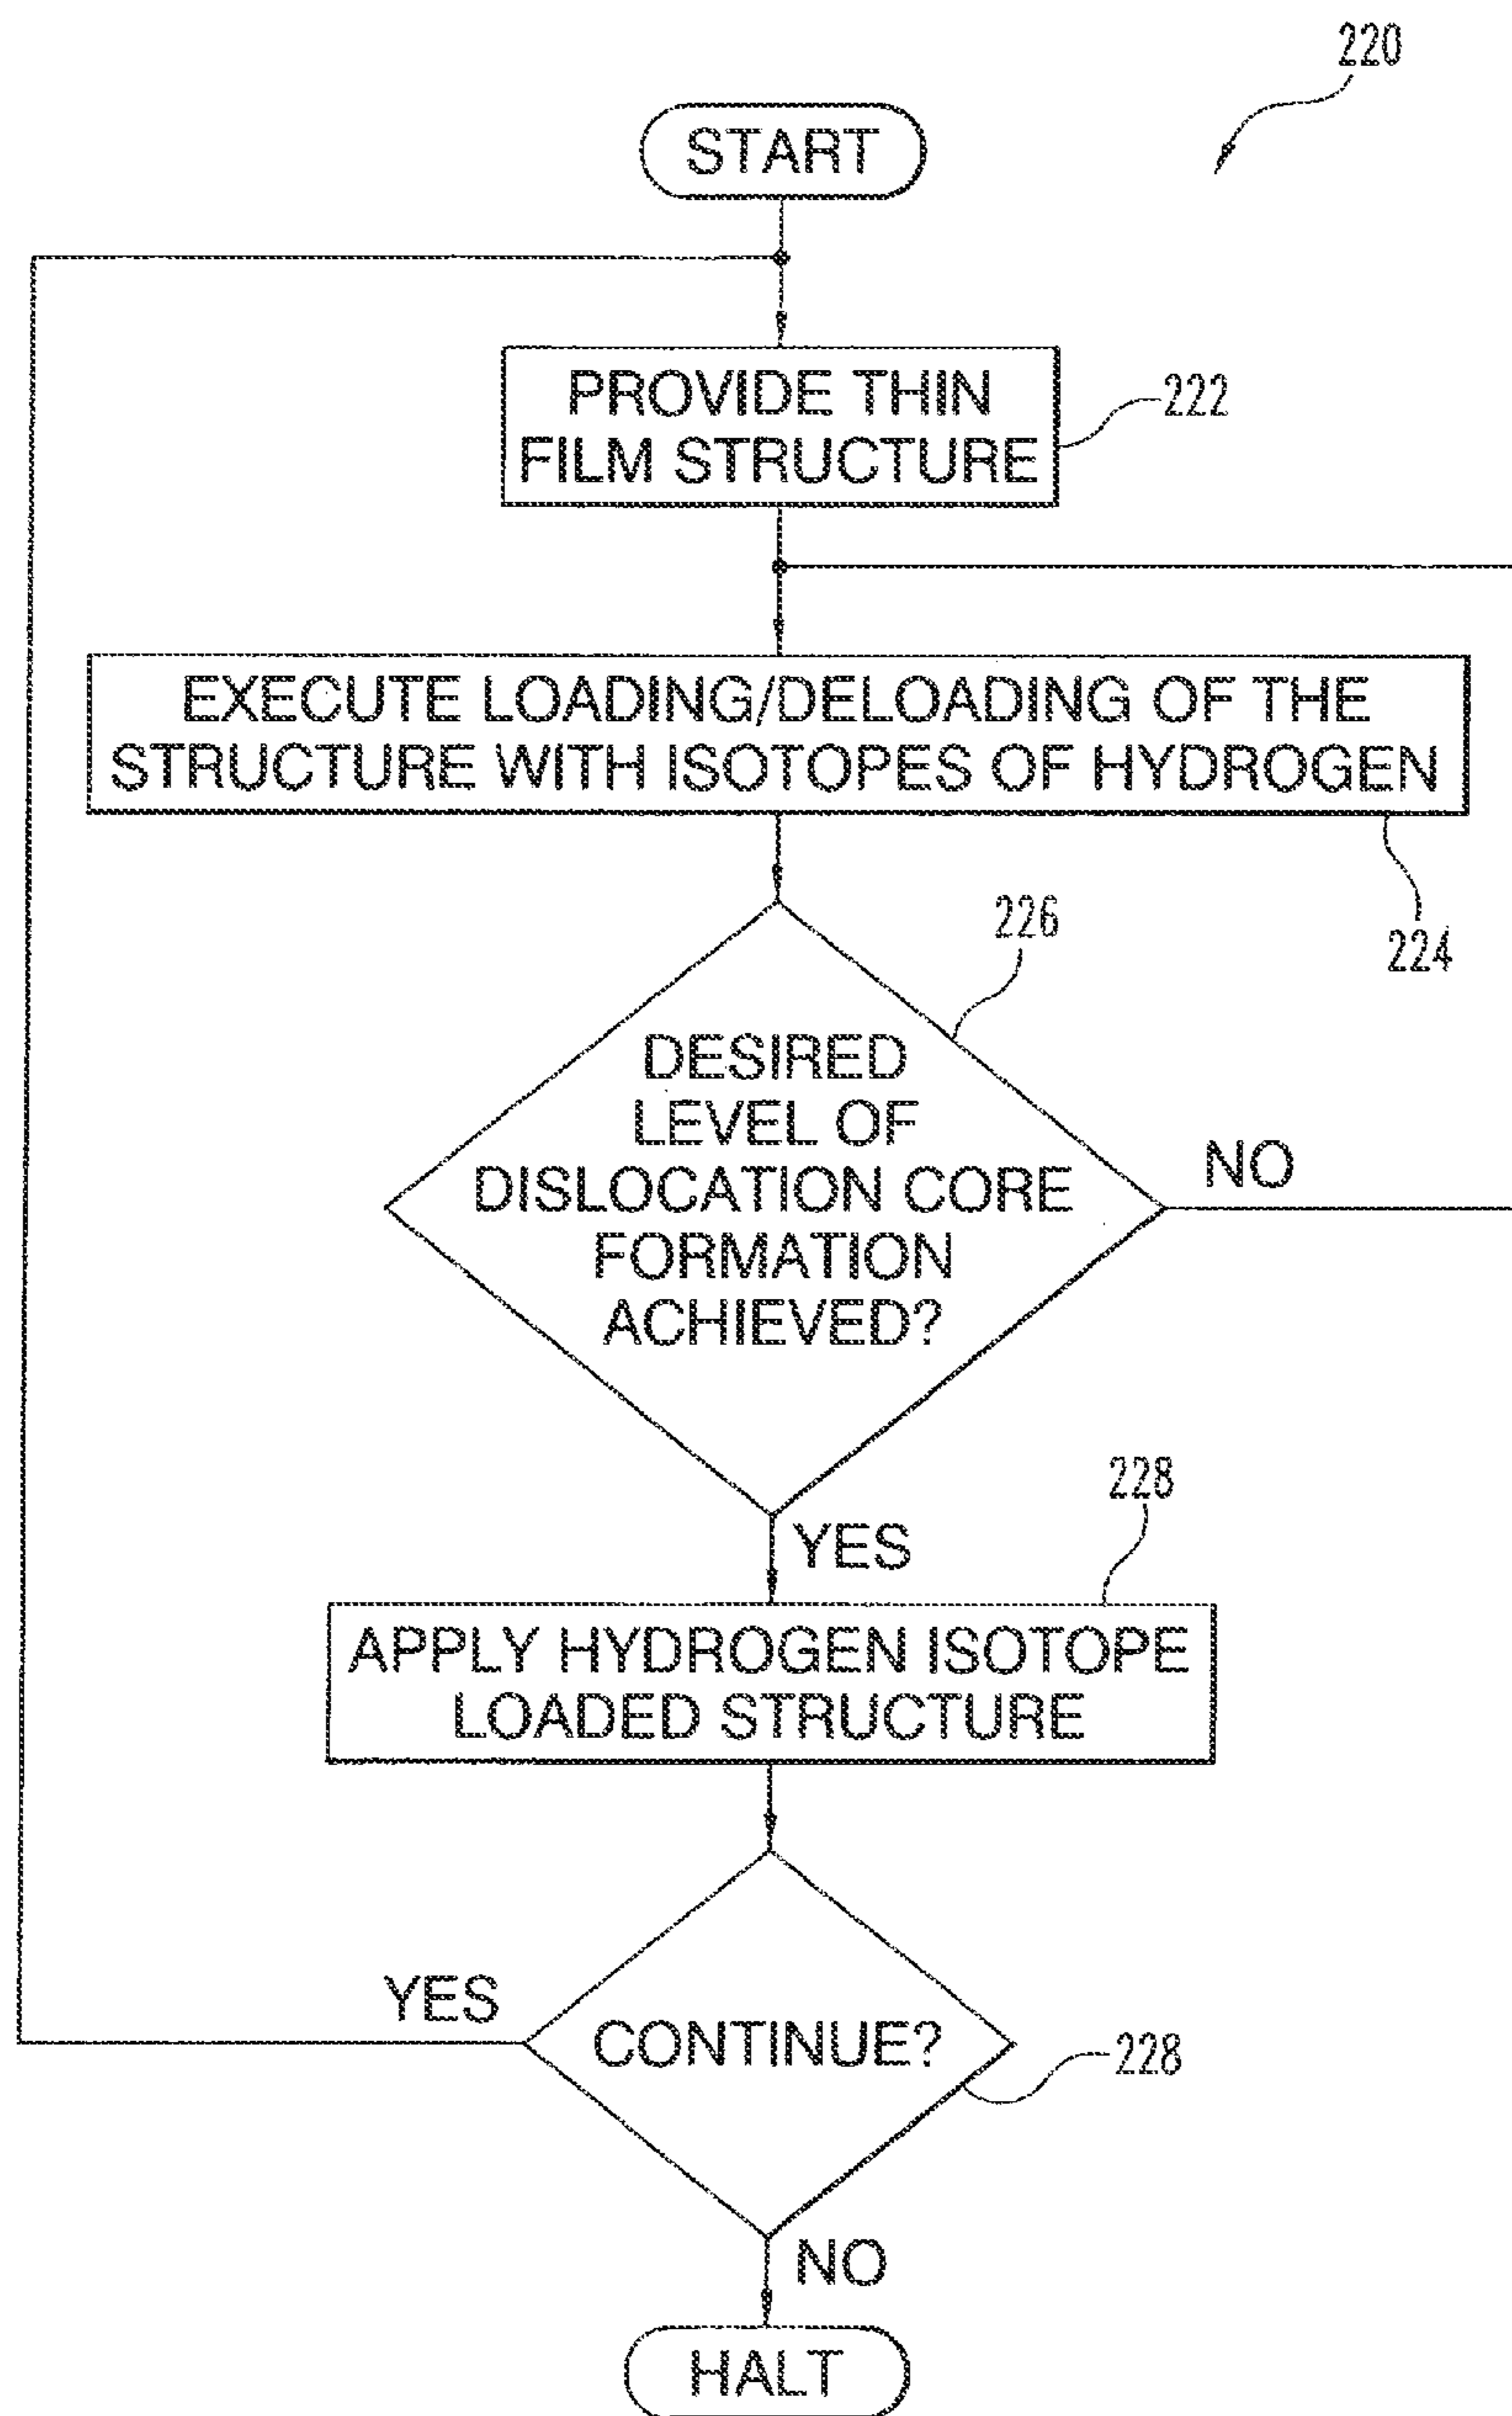 220
START
PROVIDE THIN
FILM STRUCTURE
222
EXECUTE LOADING/DELOADING OF THE
STRUCTURE WITH ISOTOPES OF HYDROGEN
224
226
DESIRED
LEVEL OF
DISLOCATION CORE
FORMATION
ACHIEVED?
NO
YES
228
APPLY HYDROGEN ISOTOPE
LOADED STRUCTURE
YES
CONTINUE?
228
NO
HALT